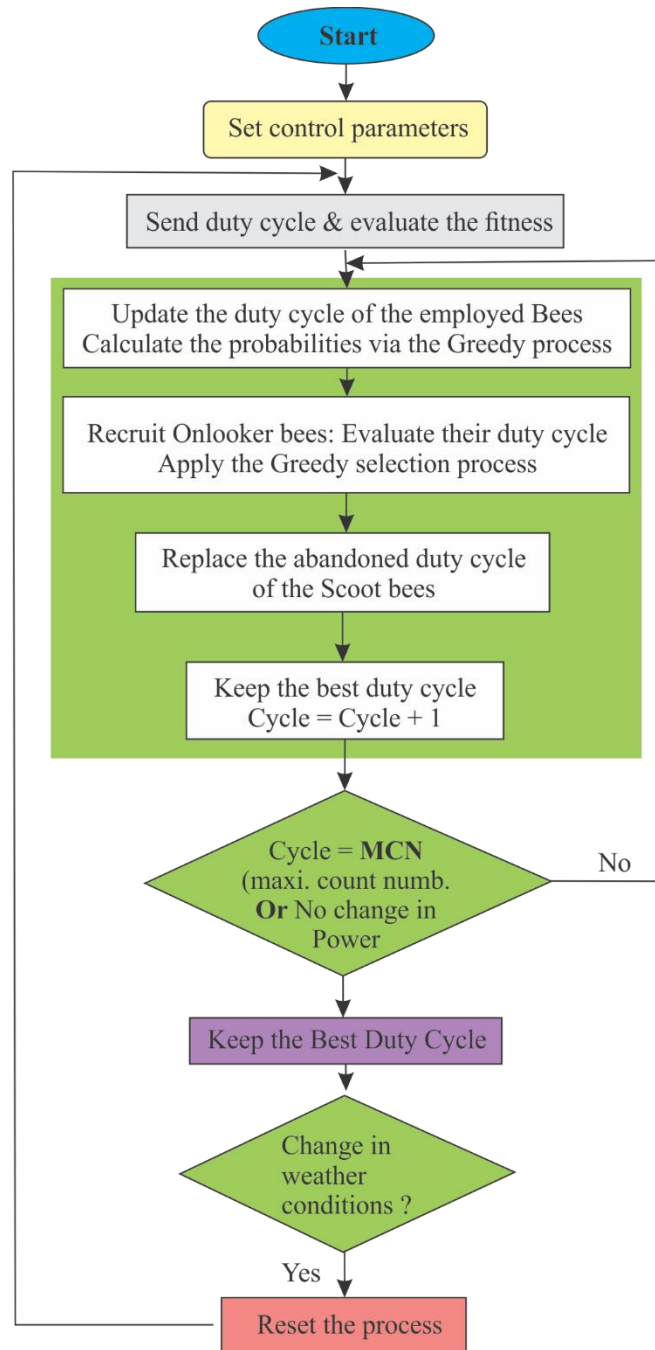 Start
Set control parameters
Send duty cycle & evaluate the fitness
Update the duty cycle of the employed Bees
Calculate the probabilities via the Greedy process
Recruit Onlooker bees: Evaluate their duty cycle
Apply the Greedy selection process
Replace the abandoned duty cycle
of the Scoot bees
Keep the best duty cycle
Cycle = Cycle + 1
Cycle = MCN
(maxi. count numb.
Or No change in
Power
No
Keep the Best Duty Cycle
Change in
weather
conditions ?
Yes
Reset the process